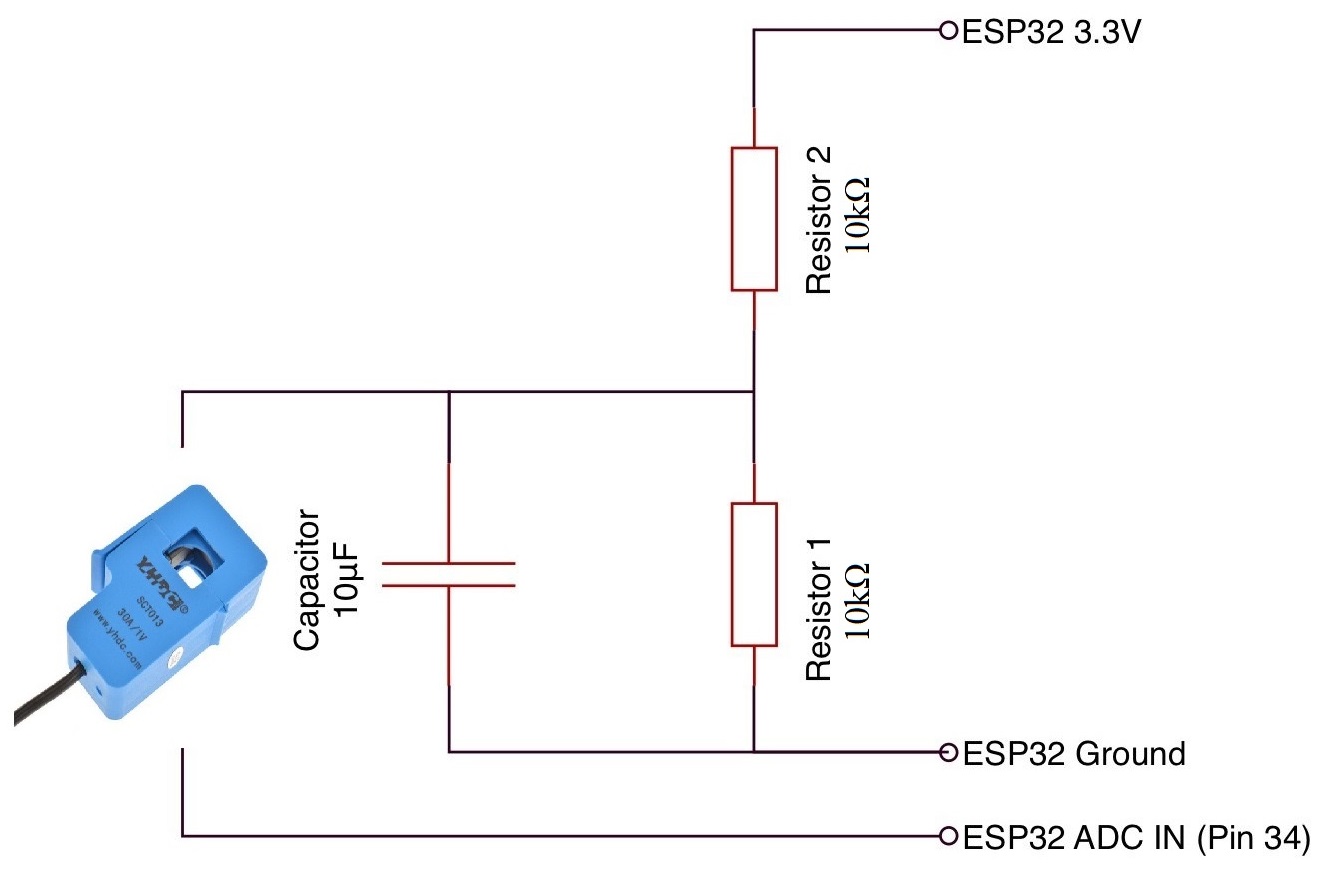 ESP32 3.3V
Resistor 2
10kΩ
Capacitor
10µF
YHDC®
SCT013
30A/1V
www.yhdc.com
Resistor 1
10kΩ
ESP32 Ground
ESP32 ADC IN (Pin 34)